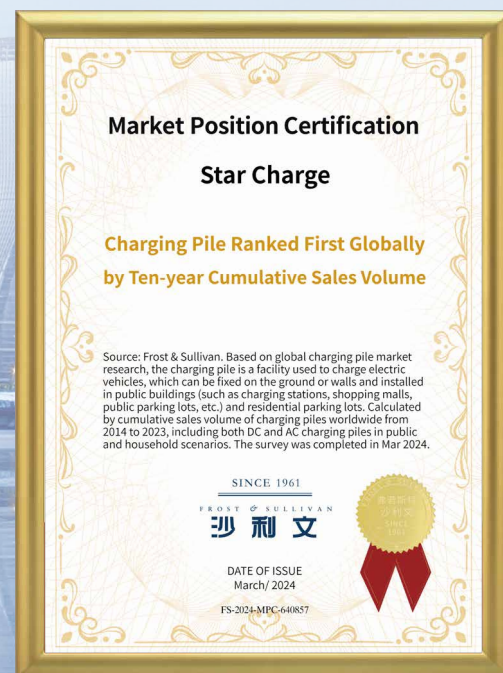 Market Position Certification
Star Charge
Charging Pile Ranked First Globally
by Ten-year Cumulative Sales Volume
Source: Frost & Sullivan. Based on global charging pile market
research, the charging pile is a facility used to charge electric
vehicles, which can be fixed on the ground or walls and installed
in public buildings (such as charging stations, shopping malls,
public parking lots, etc.) and residential parking lots. Calculated
by cumulative sales volume of charging piles worldwide from
2014 to 2023, including both DC and AC charging piles in public
and household scenarios. The survey was completed in Mar 2024.
SINCE 1961
FROST & SULLIVAN
沙利文
沙利文
SINCE
1961
DATE OF ISSUE
March/ 2024
FS-2024-MPC-640857